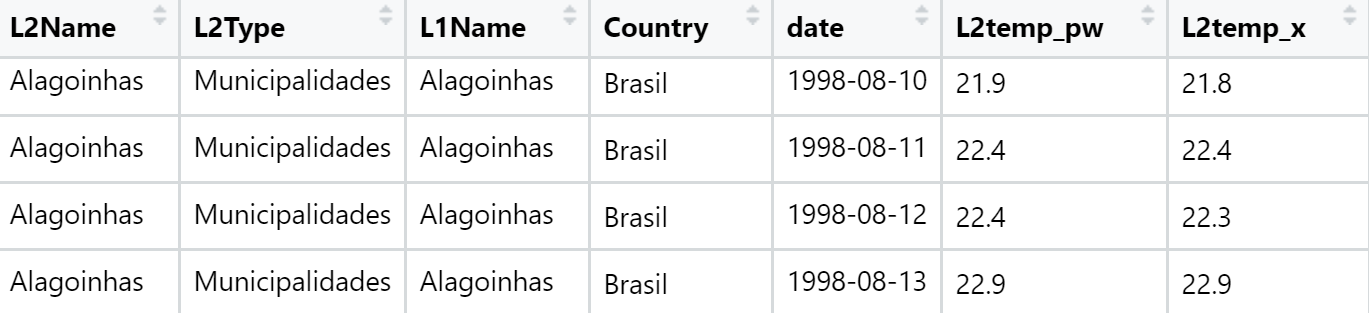 L2Name L2Type L1Name Country date L2temp_pw L2temp_x
Alagoinhas Municipalidades Alagoinhas Brasil 1998-08-10 21.9 21.8
Alagoinhas Municipalidades Alagoinhas Brasil 1998-08-11 22.4 22.4
Alagoinhas Municipalidades Alagoinhas Brasil 1998-08-12 22.4 22.3
Alagoinhas Municipalidades Alagoinhas Brasil 1998-08-13 22.9 22.9